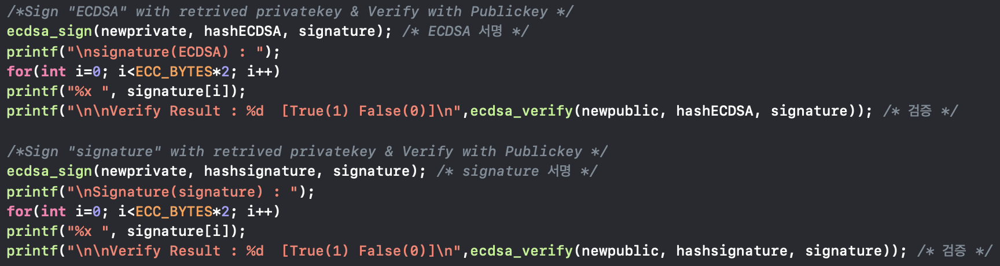 /*Sign "ECDSA" with retrived privatekey & Verify with Publickey */
ecdsa_sign(newprivate, hashECDSA, signature); /* ECDSA 서명 */
printf("\nsignature(ECDSA) : ");
for(int i=0; i<ECC_BYTES*2; i++)
printf("%x ", signature[i]);
printf("\n\nVerify Result : %d  [True(1) False(0)]\n",ecdsa_verify(newpublic, hashECDSA, signature)); /* 검증 */
/*Sign "signature" with retrived privatekey & Verify with Publickey */
ecdsa_sign(newprivate, hashsignature, signature); /* signature 서명 */
printf("\nSignature(signature) : ");
for(int i=0; i<ECC_BYTES*2; i++)
printf("%x ", signature[i]);
printf("\n\nVerify Result : %d  [True(1) False(0)]\n",ecdsa_verify(newpublic, hashsignature, signature)); /* 검증 */